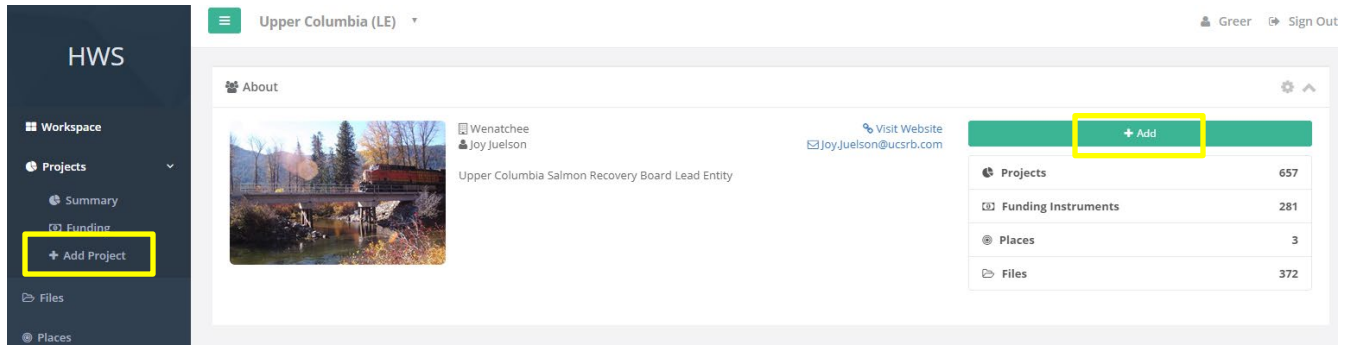 HWS
Workspace
Projects
Summary
Funding
+ Add Project
Files
Places
Upper Columbia (LE)
Greer Sign Out
About
Wenatchee
Joy Juelson
Upper Columbia Salmon Recovery Board Lead Entity
Visit Website
Joy.Juelson@ucsrb.com
+ Add
Projects 657
Funding Instruments 281
Places 3
Files 372